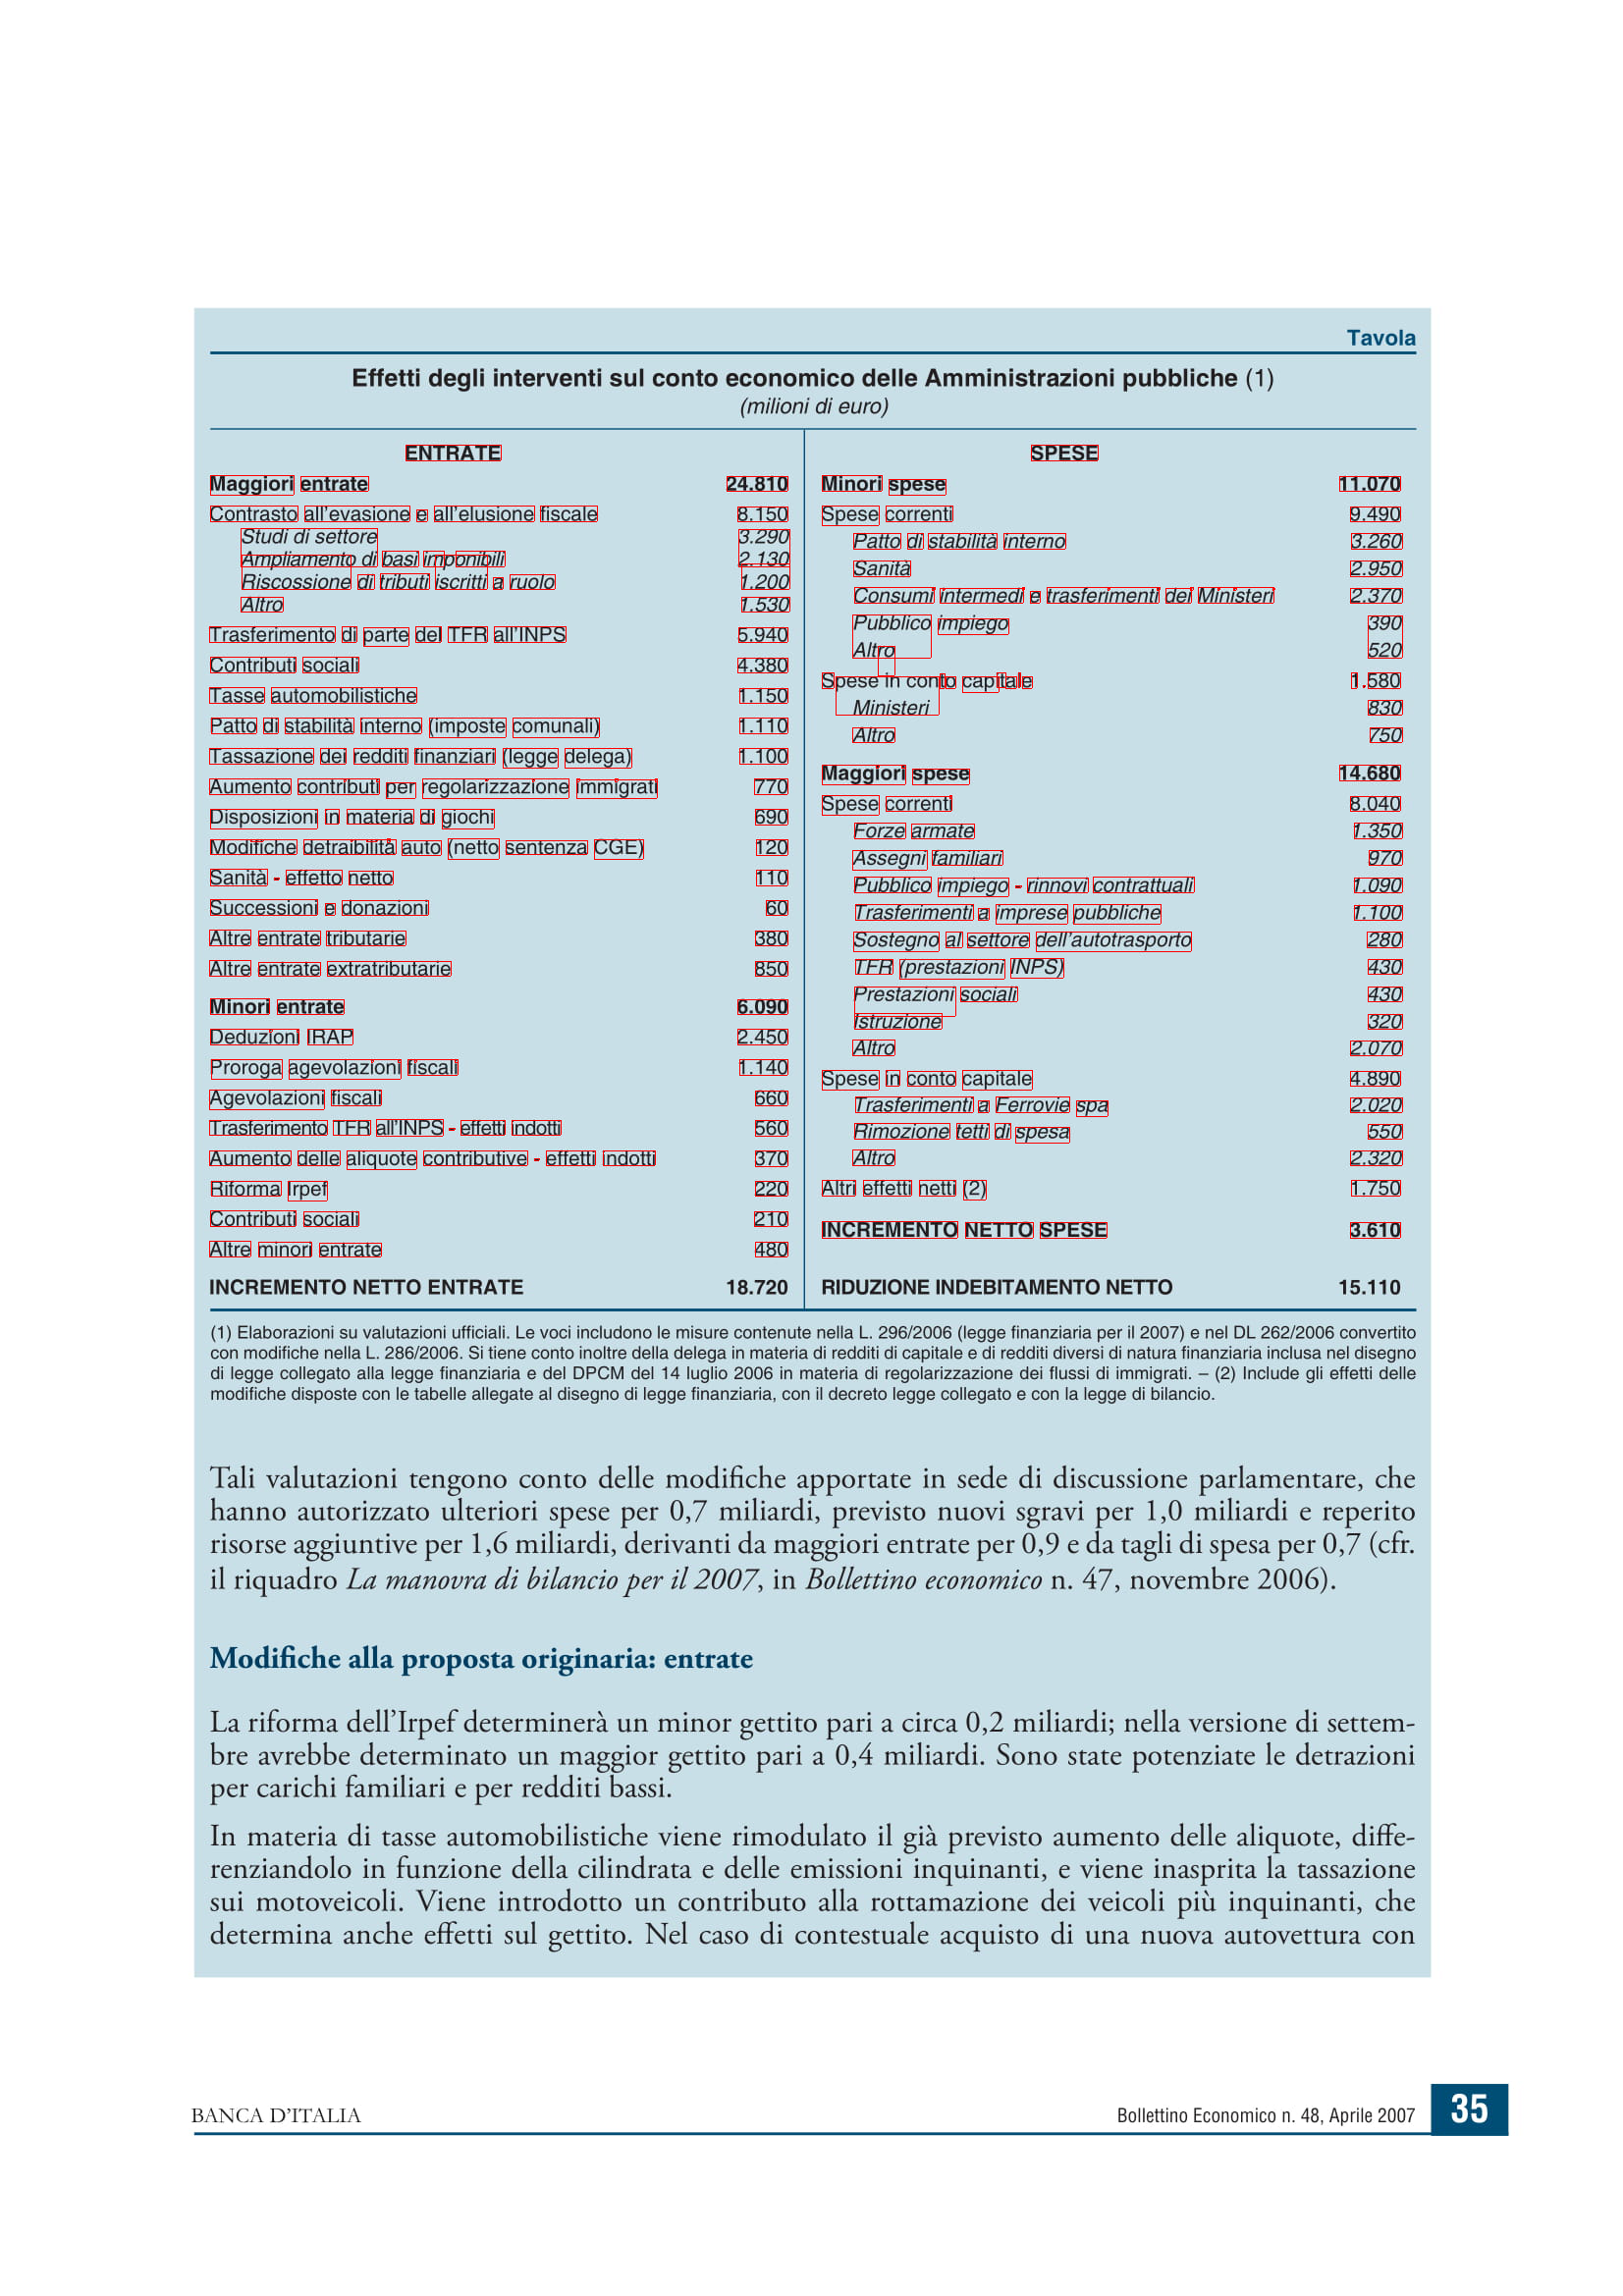 Tavola
Effetti degli interventi sul conto economico delle Amministrazioni pubbliche (1)
(milioni di euro)
ENTRATE
Maggiori entrate 24.810
Contrasto all'evasione e all'elusione fiscale 8.150
Studi di settore 3.290
Ampliamento di basi imponibili 2.130
Riscossione di tributi iscritti a ruolo 1.200
Altro 1.530
Trasferimento di parte del TFR all'INPS 5.940
Contributi sociali 4.380
Tasse automobilistiche 1.150
Patto di stabilità interno (imposte comunali) 1.110
Tassazione dei redditi finanziari (legge delega) 1.100
Aumento contributi per regolarizzazione immigrati 770
Disposizioni in materia di giochi 690
Modifiche detraibilità auto (netto sentenza CGE) 120
Sanità - effetto netto 110
Successioni e donazioni 60
Altre entrate tributarie 380
Altre entrate extratributarie 850
Minori entrate 6.090
Deduzioni IRAP 2.450
Proroga agevolazioni fiscali 1.140
Agevolazioni fiscali 660
Trasferimento TFR all'INPS - effetti indotti 560
Aumento delle aliquote contributive - effetti indotti 370
Riforma Irpef 220
Contributi sociali 210
Altre minori entrate 480
INCREMENTO NETTO ENTRATE 18.720
SPESE
Minori spese 11.070
Spese correnti 9.490
Patto di stabilità interno 3.260
Sanità 2.950
Consumi intermedi e trasferimenti dei Ministeri 2.370
Pubblico impiego 390
Altro 520
Spese in conto capitale 1.580
Ministeri 830
Altro 750
Maggiori spese 14.680
Spese correnti 8.040
Forze armate 1.350
Assegni familiari 970
Pubblico impiego - rinnovi contrattuali 1.090
Trasferimenti a imprese pubbliche 1.100
Sostegno al settore dell'autotrasporto 280
TFR (prestazioni INPS) 430
Prestazioni sociali 430
Istruzione 320
Altro 2.070
Spese in conto capitale 4.890
Trasferimenti a Ferrovie spa 2.020
Rimozione tetti di spesa 550
Altro 2.320
Altri effetti netti (2) 1.750
INCREMENTO NETTO SPESE 3.610
RIDUZIONE INDEBITAMENTO NETTO 15.110
(1) Elaborazioni su valutazioni ufficiali. Le voci includono le misure contenute nella L. 296/2006 (legge finanziaria per il 2007) e nel DL 262/2006 convertito
con modifiche nella L. 286/2006. Si tiene conto inoltre della delega in materia di redditi di capitale e di redditi diversi di natura finanziaria inclusa nel disegno
di legge collegato alla legge finanziaria e del DPCM del 14 luglio 2006 in materia di regolarizzazione dei flussi di immigrati. – (2) Include gli effetti delle
modifiche disposte con le tabelle allegate al disegno di legge finanziaria, con il decreto legge collegato e con la legge di bilancio.
Tali valutazioni tengono conto delle modifiche apportate in sede di discussione parlamentare, che
hanno autorizzato ulteriori spese per 0,7 miliardi, previsto nuovi sgravi per 1,0 miliardi e reperito
risorse aggiuntive per 1,6 miliardi, derivanti da maggiori entrate per 0,9 e da tagli di spesa per 0,7 (cfr.
il riquadro La manovra di bilancio per il 2007, in Bollettino economico n. 47, novembre 2006).
Modifiche alla proposta originaria: entrate
La riforma dell'Irpef determinerà un minor gettito pari a circa 0,2 miliardi; nella versione di settem-
bre avrebbe determinato un maggior gettito pari a 0,4 miliardi. Sono state potenziate le detrazioni
per carichi familiari e per redditi bassi.
In materia di tasse automobilistiche viene rimodulato il già previsto aumento delle aliquote, diffe-
renziandolo in funzione della cilindrata e delle emissioni inquinanti, e viene inasprita la tassazione
sui motoveicoli. Viene introdotto un contributo alla rottamazione dei veicoli più inquinanti, che
determina anche effetti sul gettito. Nel caso di contestuale acquisto di una nuova autovettura con
BANCA D'ITALIA
Bollettino Economico n. 48, Aprile 2007 35